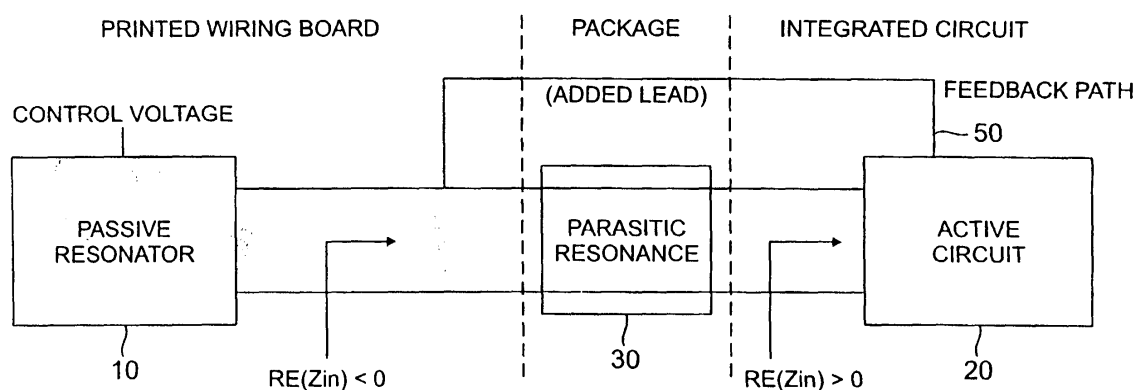 PRINTED WIRING BOARD
PACKAGE
INTEGRATED CIRCUIT
(ADDED LEAD)
FEEDBACK PATH
CONTROL VOLTAGE
50
PASSIVE
RESONATOR
PARASITIC
RESONANCE
ACTIVE
CIRCUIT
10
30
20
RE(Zin) < 0
RE(Zin) > 0